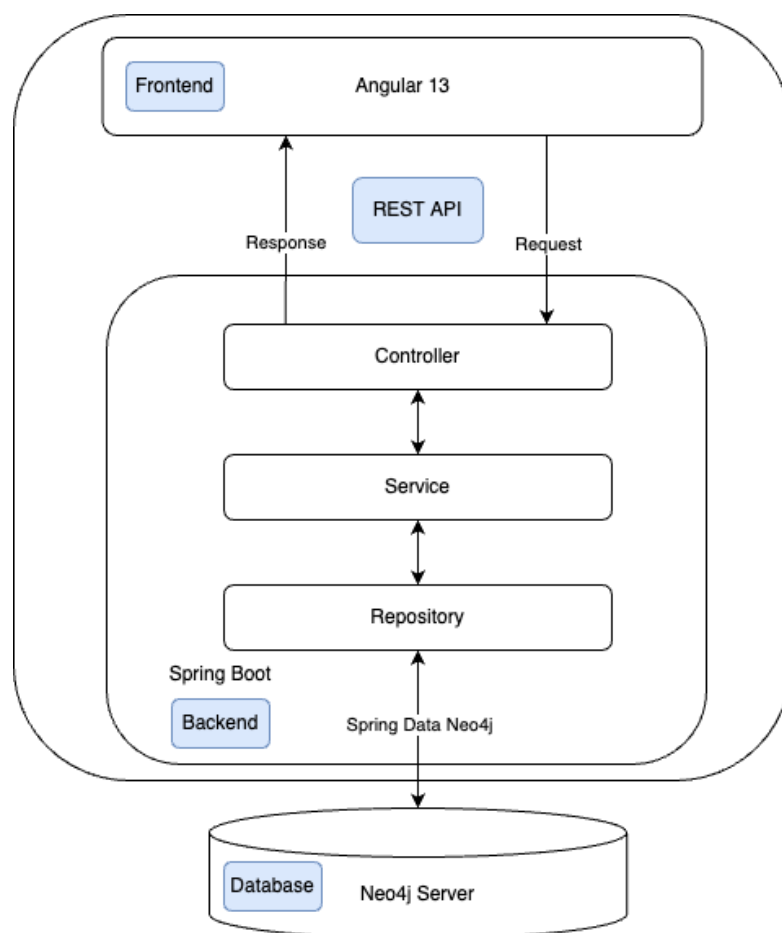 Frontend
Angular 13
REST API
Response
Request
Controller
Service
Repository
Spring Boot
Backend
Spring Data Neo4j
Database
Neo4j Server